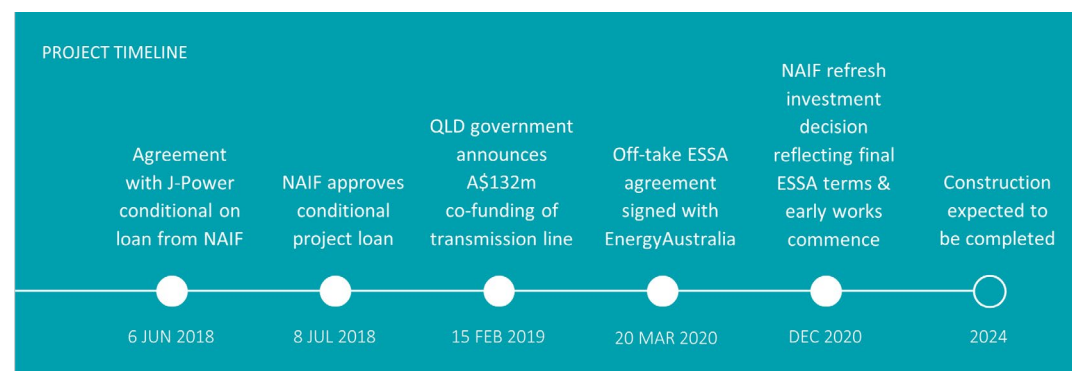 PROJECT TIMELINE
Agreement
with J-Power
conditional on
loan from NAIF
6 JUN 2018
NAIF approves
conditional
project loan
8 JUL 2018
QLD government
announces
A$132m
co-funding of
transmission line
15 FEB 2019
Off-take ESSA
agreement
signed with
EnergyAustralia
20 MAR 2020
NAIF refresh
investment
decision
reflecting final
ESSA terms &
early works
commence
DEC 2020
Construction
expected to
be completed
2024